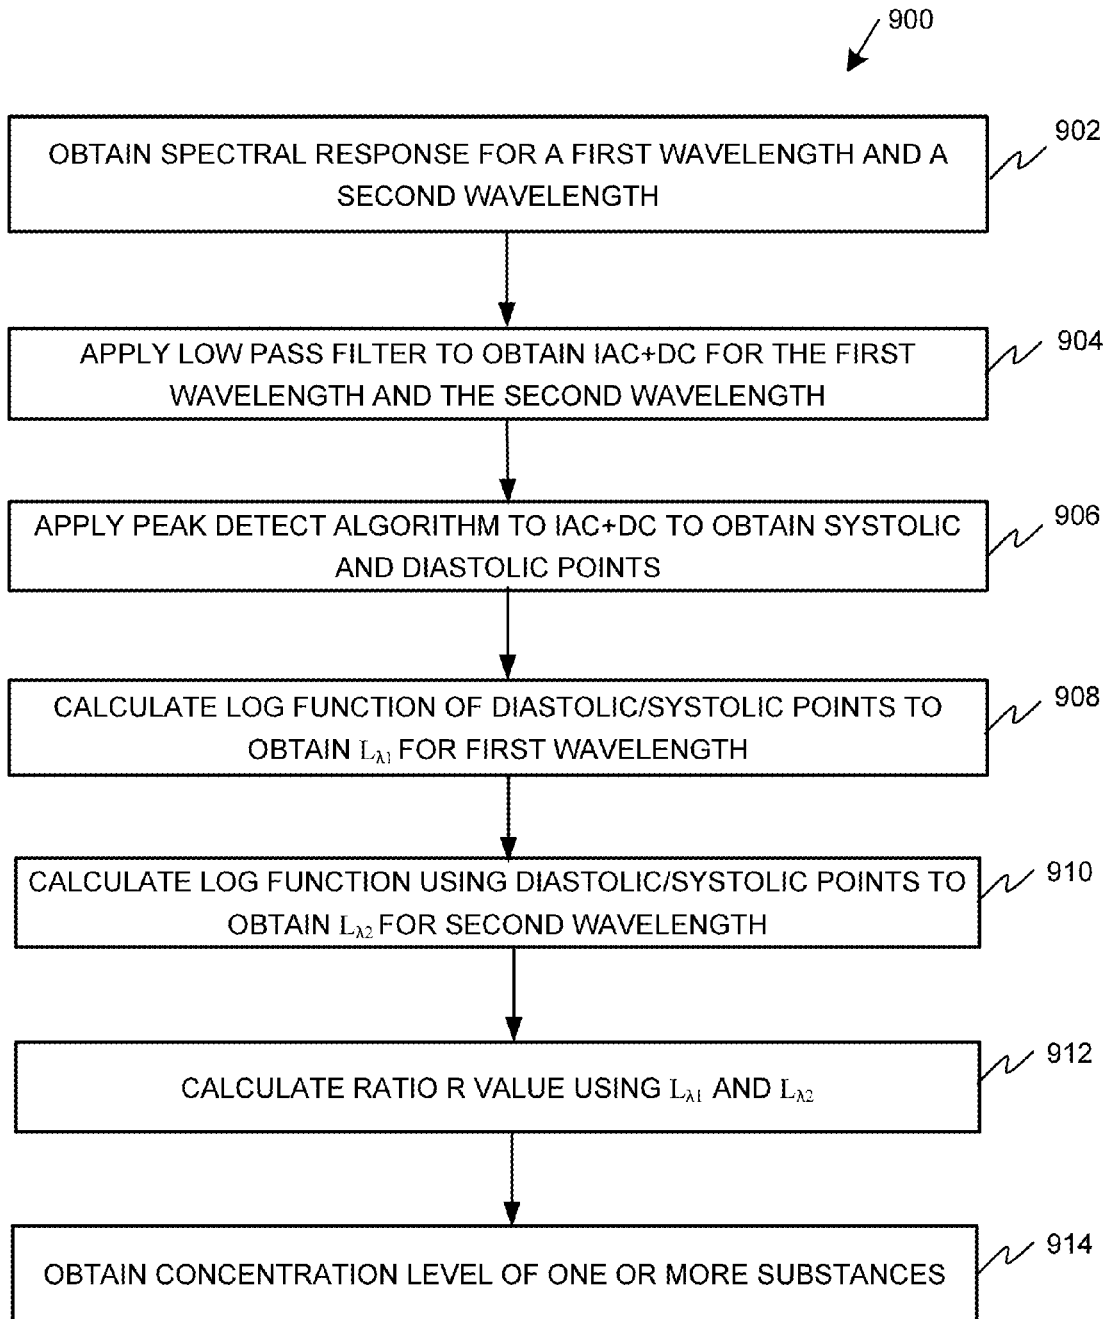 900
OBTAIN SPECTRAL RESPONSE FOR A FIRST WAVELENGTH AND A
SECOND WAVELENGTH
902
APPLY LOW PASS FILTER TO OBTAIN IAC+DC FOR THE FIRST
WAVELENGTH AND THE SECOND WAVELENGTH
904
APPLY PEAK DETECT ALGORITHM TO IAC+DC TO OBTAIN SYSTOLIC
AND DIASTOLIC POINTS
906
CALCULATE LOG FUNCTION OF DIASTOLIC/SYSTOLIC POINTS TO
OBTAIN Lλ1 FOR FIRST WAVELENGTH
908
CALCULATE LOG FUNCTION USING DIASTOLIC/SYSTOLIC POINTS TO
OBTAIN Lλ2 FOR SECOND WAVELENGTH
910
CALCULATE RATIO R VALUE USING Lλ1 AND Lλ2
912
OBTAIN CONCENTRATION LEVEL OF ONE OR MORE SUBSTANCES
914